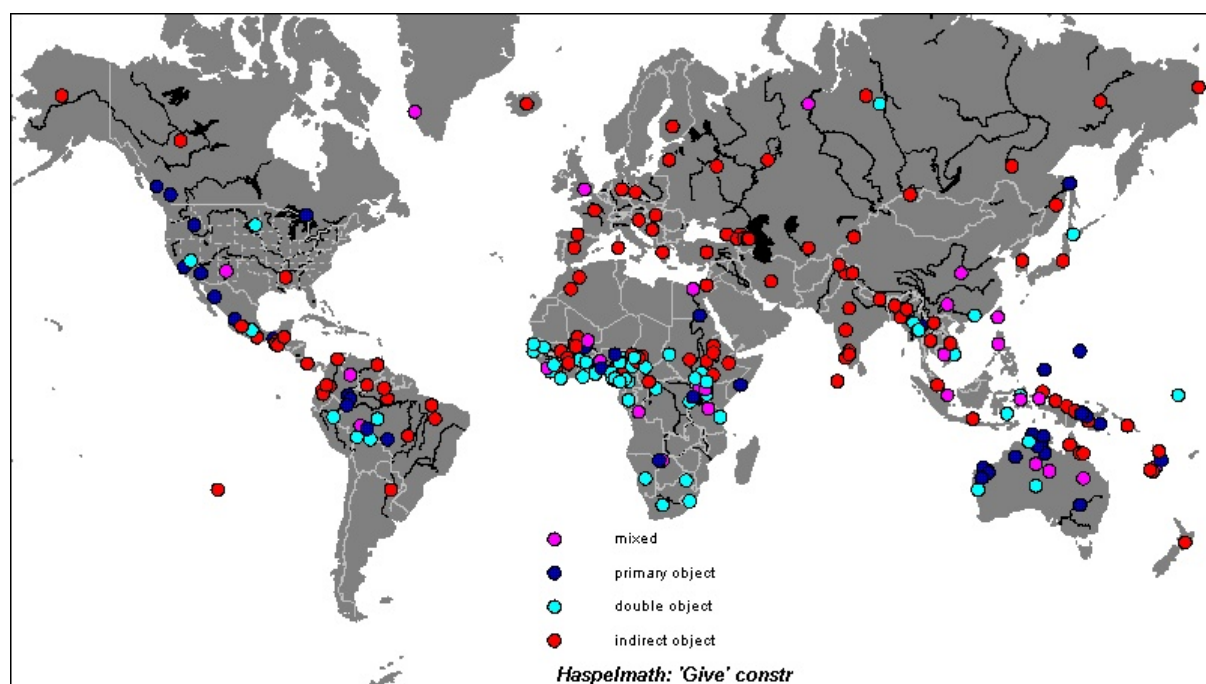 mixed
primary object
double object
indirect object
Haspelmath: 'Give' constr